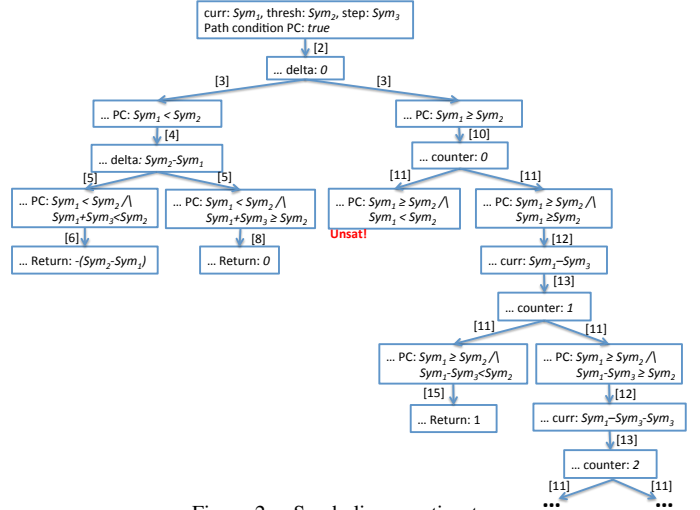 curr: Sym₁, thresh: Sym₂, step: Sym₃
Path condition PC: true
[2]
... delta: 0
[3] [3]
... PC: Sym₁ < Sym₂
... PC: Sym₁ ≥ Sym₂
[4] [10]
... delta: Sym₂-Sym₁
... counter: 0
[5] [5] [11] [11]
... PC: Sym₁ < Sym₂ /\
Sym₁+Sym₃<Sym₂
... PC: Sym₁ < Sym₂ /\
Sym₁+Sym₃ ≥ Sym₂
... PC: Sym₁ ≥ Sym₂ /\
Sym₁ < Sym₂
... PC: Sym₁ ≥ Sym₂ /\
Sym₁ ≥Sym₂
Unsat!
[6] [8] [12]
... Return: -(Sym₂-Sym₁)
... Return: 0
... curr: Sym₁–Sym₃
[13]
... counter: 1
[11] [11]
... PC: Sym₁ ≥ Sym₂ /\
Sym₁-Sym₃<Sym₂
... PC: Sym₁ ≥ Sym₂ /\
Sym₁-Sym₃ ≥ Sym₂
[15] [12]
... Return: 1
... curr: Sym₁–Sym₃-Sym₃
[13]
... counter: 2
[11] [11]
... ...